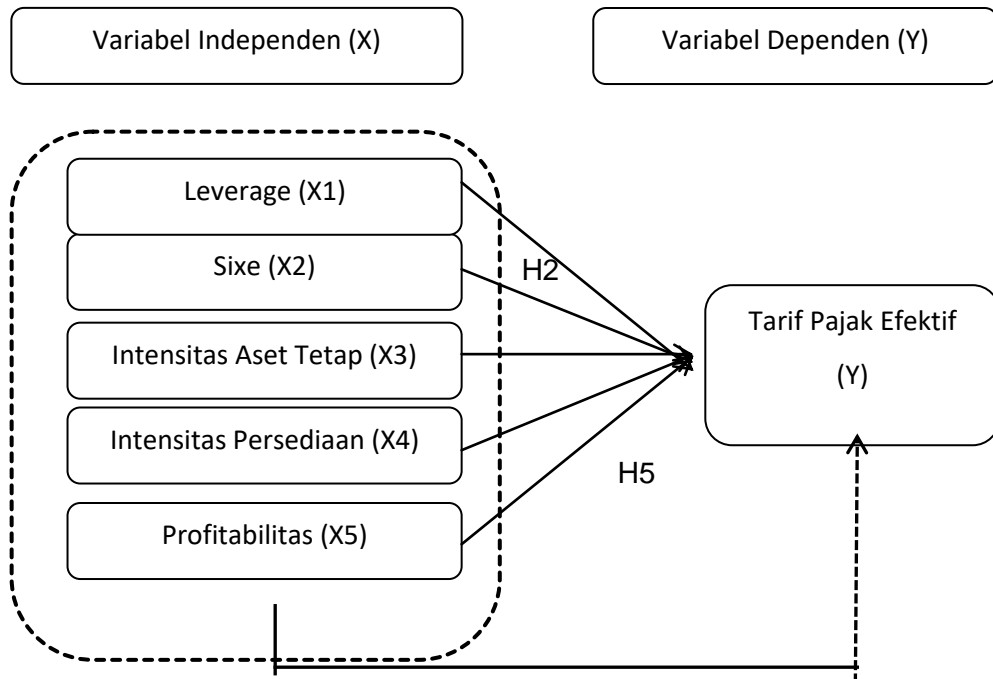 Variabel Independen (X)
Variabel Dependen (Y)
Leverage (X1)
Sixe (X2)
Intensitas Aset Tetap (X3)
Intensitas Persediaan (X4)
Profitabilitas (X5)
H2
H5
Tarif Pajak Efektif
(Y)